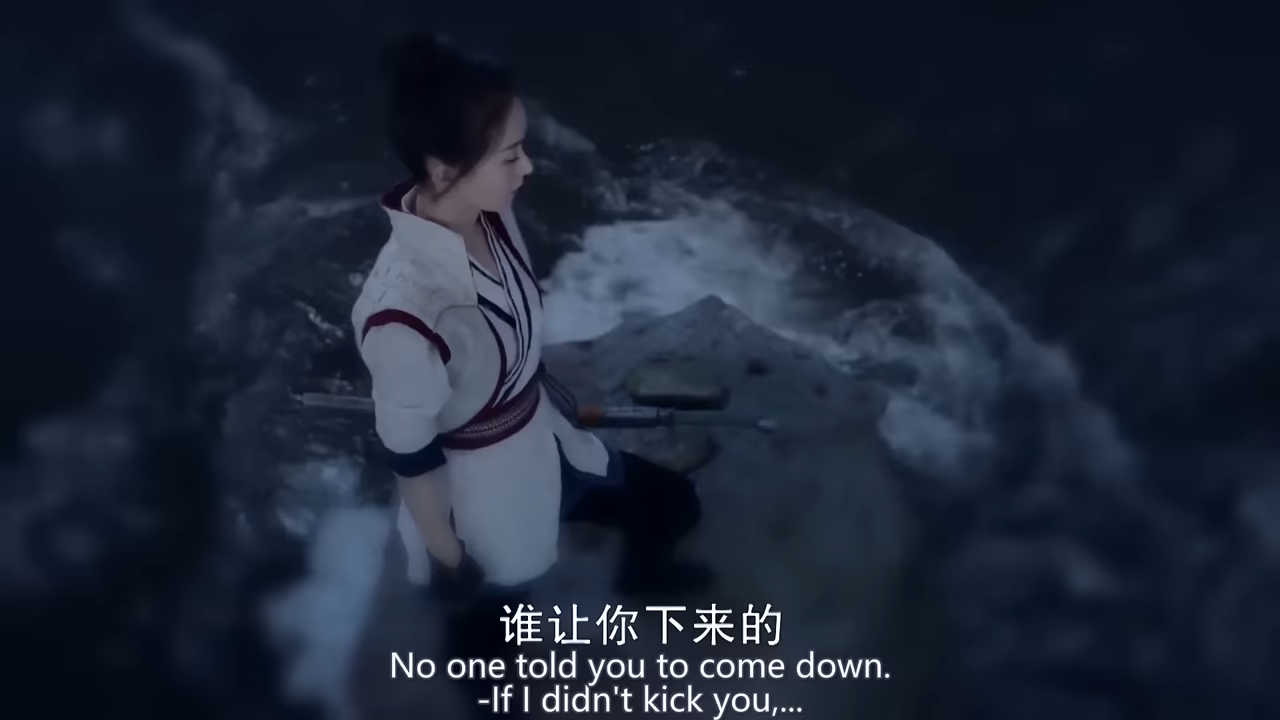 谁让你下来的
No one told you to come down.
-If I didn't kick you,...